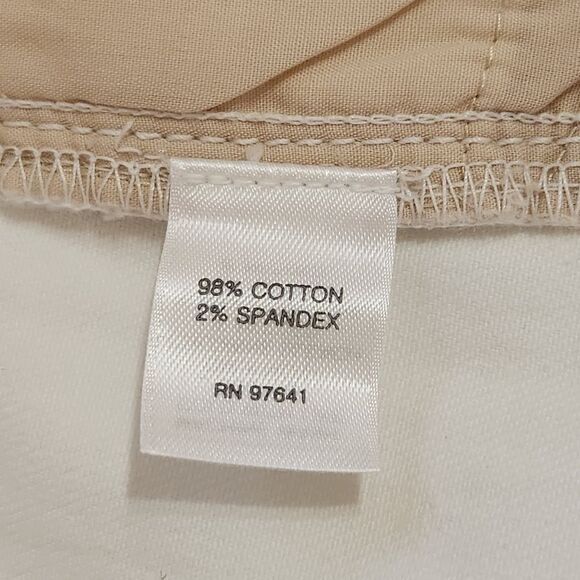 98% COTTON
2% SPANDEX
RN 97641